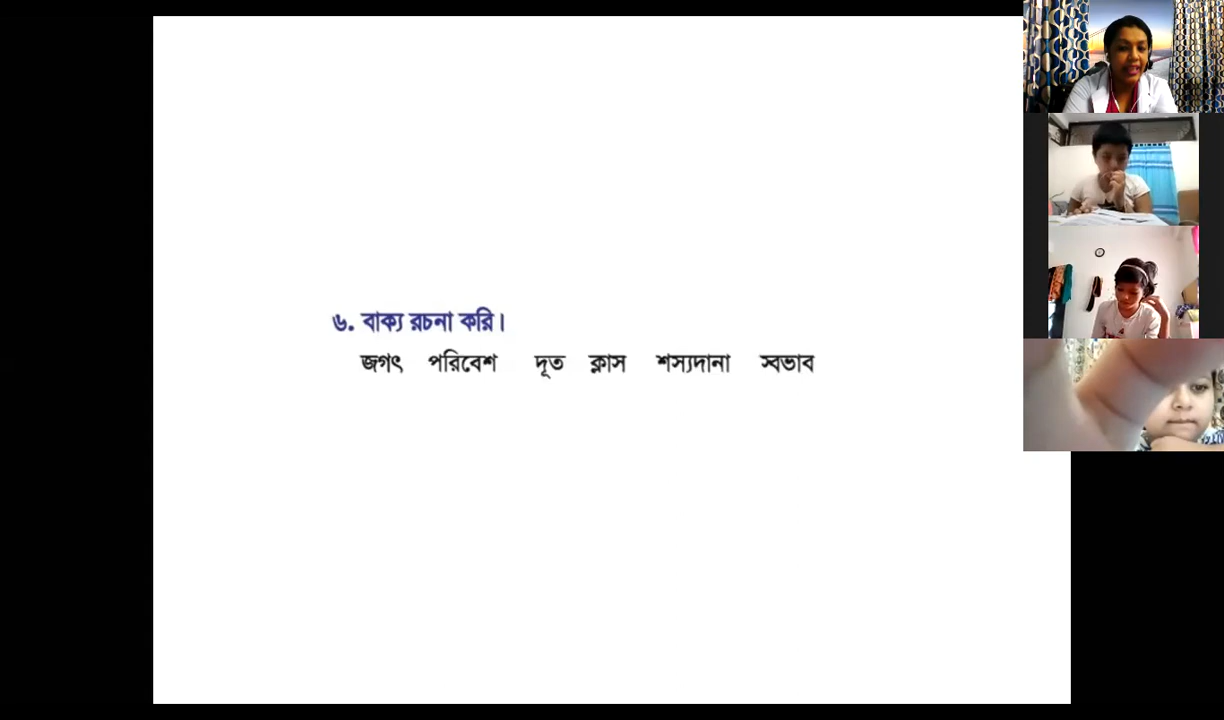 ৬. বাক্য রচনা করি।
জগৎ পরিবেশ দূত ক্লাস শস্যদানা স্বভাব